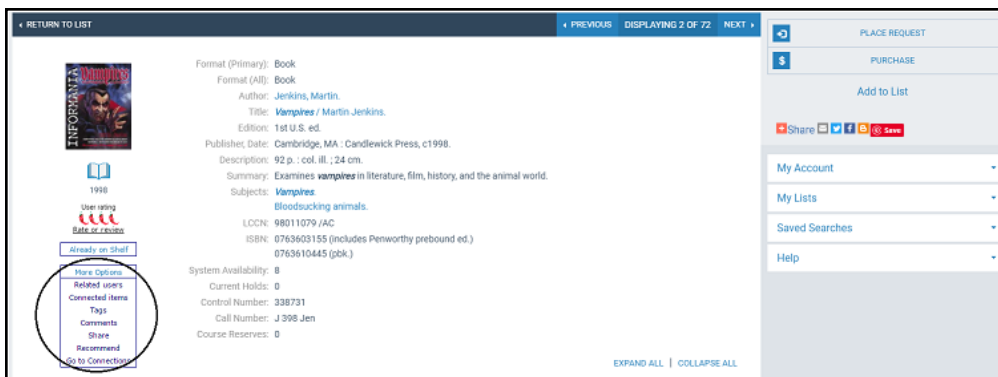 RETURN TO LIST
PREVIOUS DISPLAYING 2 OF 72 NEXT
INFORMANIA
Vampires
1998
User rating
Rate or review
Already on Shelf
More Options
Related users
Connected items
Tags
Comments
Share
Recommend
Go to Connections
Format (Primary): Book
Format (All): Book
Author: Jenkins, Martin.
Title: Vampires / Martin Jenkins.
Edition: 1st U.S. ed.
Publisher, Date: Cambridge, MA : Candlewick Press, c1998.
Description: 92 p. : col. ill. ; 24 cm.
Summary: Examines vampires in literature, film, history, and the animal world.
Subjects: Vampires.
Bloodsucking animals.
LCCN: 98011079 /AC
ISBN: 0763603155 (includes Penworthy prebound ed.)
0763610445 (pbk.)
System Availability: 8
Current Holds: 0
Control Number: 338731
Call Number: J 398 Jen
Course Reserves: 0
EXPAND ALL | COLLAPSE ALL
PLACE REQUEST
$ PURCHASE
Add to List
Share Save
My Account
My Lists
Saved Searches
Help